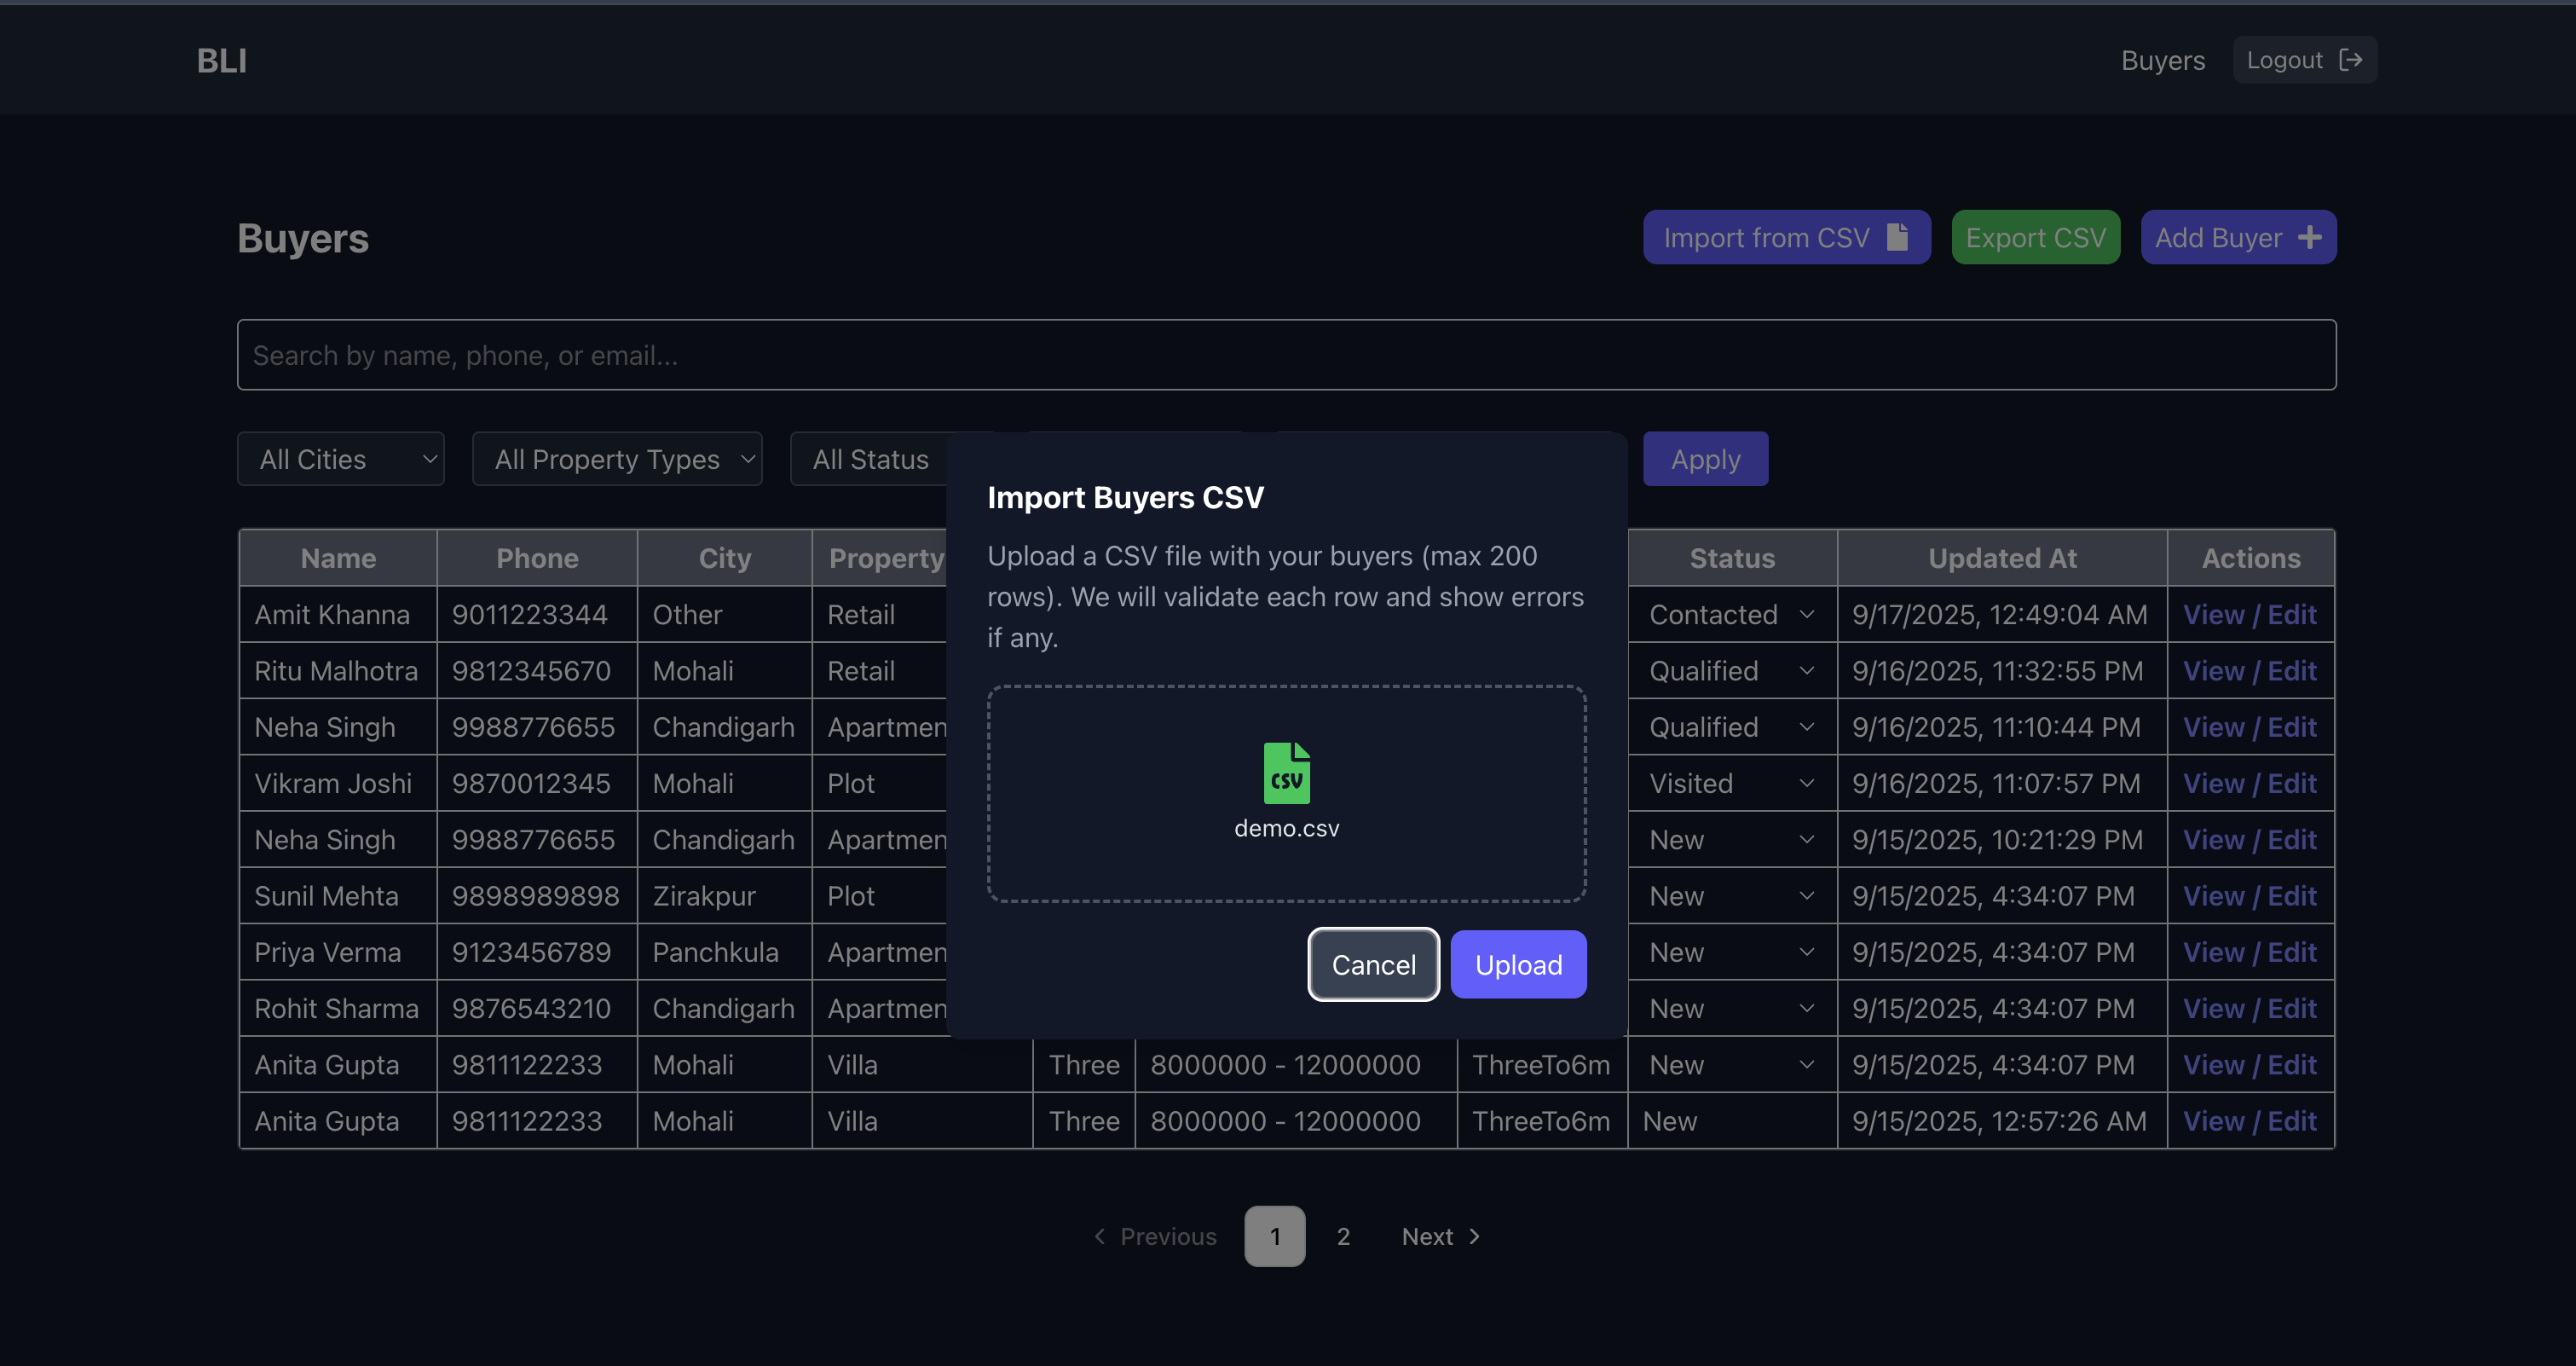 BLI
Buyers Logout
Buyers
Import from CSV Export CSV Add Buyer
Search by name, phone, or email...
All Cities All Property Types All Status Apply
Import Buyers CSV
Upload a CSV file with your buyers (max 200
rows). We will validate each row and show errors
if any.
CSV
demo.csv
Cancel Upload
Name Phone City Property Status Updated At Actions
Amit Khanna 9011223344 Other Retail Contacted 9/17/2025, 12:49:04 AM View / Edit
Ritu Malhotra 9812345670 Mohali Retail Qualified 9/16/2025, 11:32:55 PM View / Edit
Neha Singh 9988776655 Chandigarh Apartmen Qualified 9/16/2025, 11:10:44 PM View / Edit
Vikram Joshi 9870012345 Mohali Plot Visited 9/16/2025, 11:07:57 PM View / Edit
Neha Singh 9988776655 Chandigarh Apartmen New 9/15/2025, 10:21:29 PM View / Edit
Sunil Mehta 9898989898 Zirakpur Plot New 9/15/2025, 4:34:07 PM View / Edit
Priya Verma 9123456789 Panchkula Apartmen New 9/15/2025, 4:34:07 PM View / Edit
Rohit Sharma 9876543210 Chandigarh Apartmen New 9/15/2025, 4:34:07 PM View / Edit
Anita Gupta 9811122233 Mohali Villa Three 8000000 - 12000000 ThreeTo6m New 9/15/2025, 4:34:07 PM View / Edit
Anita Gupta 9811122233 Mohali Villa Three 8000000 - 12000000 ThreeTo6m New 9/15/2025, 12:57:26 AM View / Edit
Previous 1 2 Next